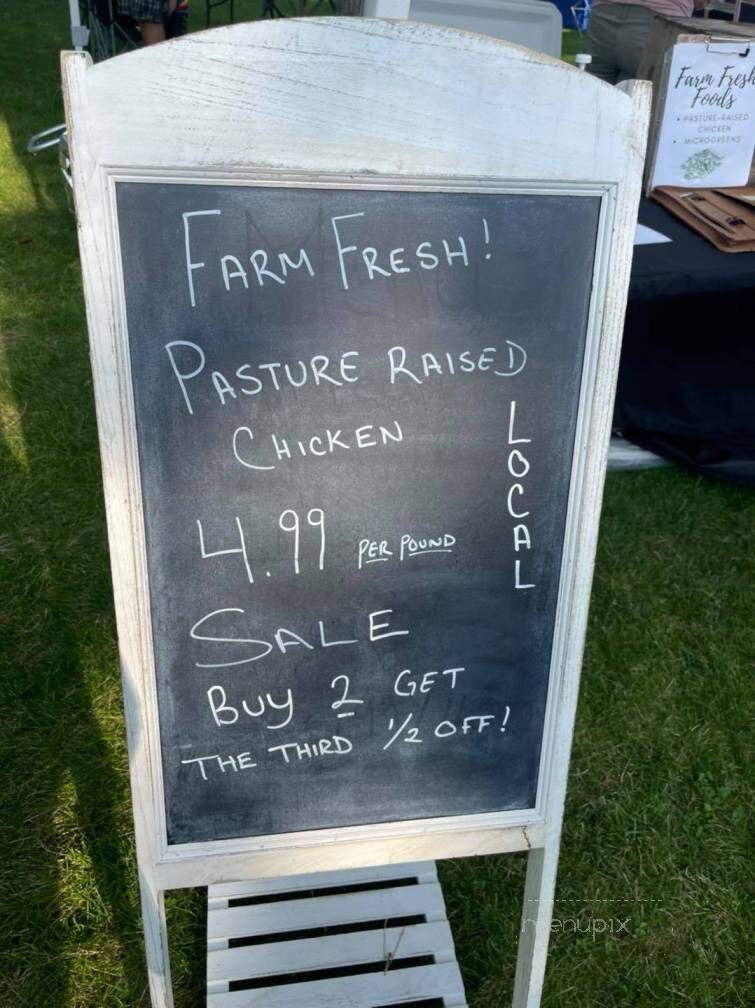 FARM FRESH!
PASTURE RAISED
CHICKEN
LOCAL
4.99 PER POUND
SALE
BUY 2 GET
THE THIRD 1/2 OFF!
Farm Fresh
Foods
• PASTURE-RAISED
CHICKEN
• MICROGREENS
menupix